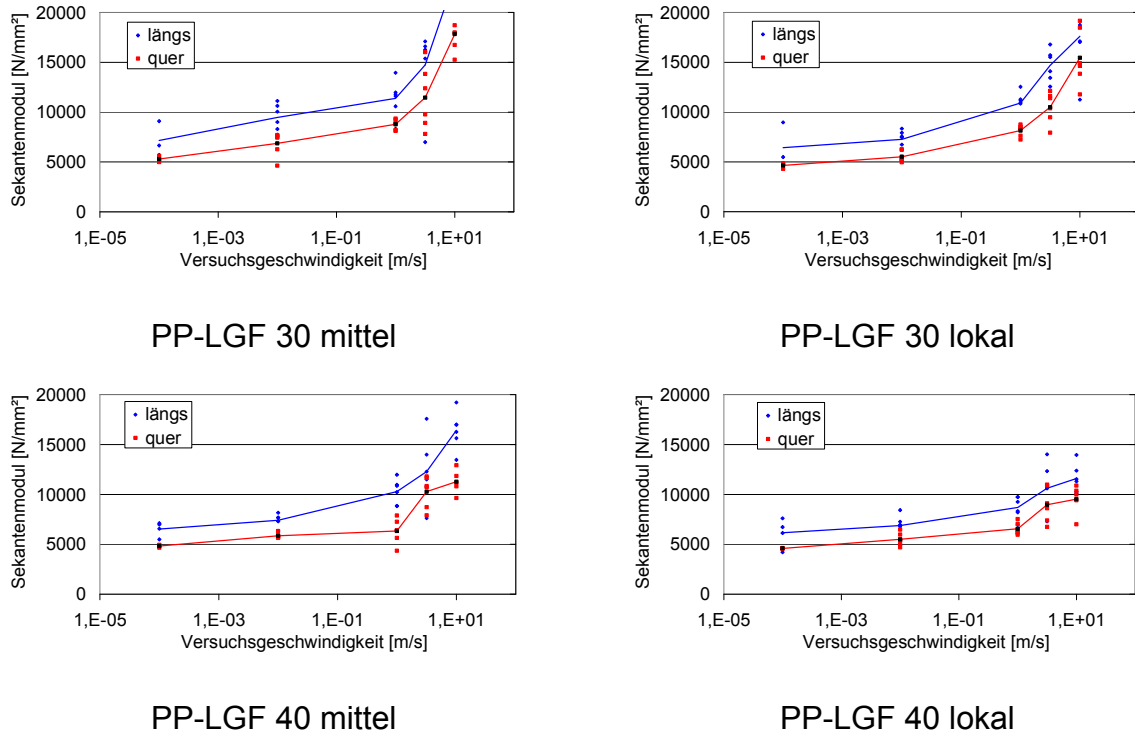 Sekantenmodul [N/mm²]
20000
15000
10000
5000
0
längs
quer
1,E-05 1,E-03 1,E-01 1,E+01
Versuchsgeschwindigkeit [m/s]
PP-LGF 30 mittel
Sekantenmodul [N/mm²]
20000
15000
10000
5000
0
längs
quer
1,E-05 1,E-03 1,E-01 1,E+01
Versuchsgeschwindigkeit [m/s]
PP-LGF 30 lokal
Sekantenmodul [N/mm²]
20000
15000
10000
5000
0
längs
quer
1,E-05 1,E-03 1,E-01 1,E+01
Versuchsgeschwindigkeit [m/s]
PP-LGF 40 mittel
Sekantenmodul [N/mm²]
20000
15000
10000
5000
0
längs
quer
1,E-05 1,E-03 1,E-01 1,E+01
Versuchsgeschwindigkeit [m/s]
PP-LGF 40 lokal